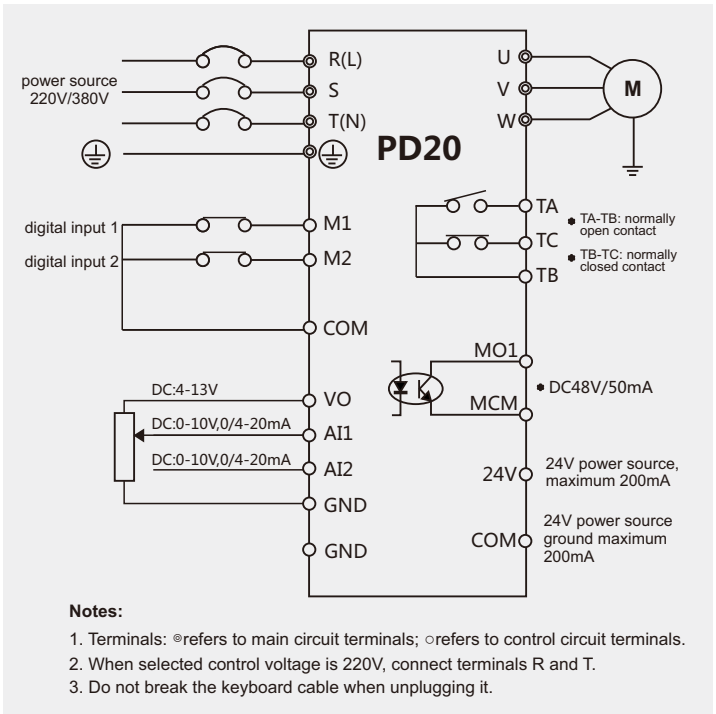 power source
220V/380V
R(L)
S
T(N)
PD20
U
V
W
M
digital input 1
digital input 2
M1
M2
COM
TA
TC
TB
TA-TB: normally
open contact
TB-TC: normally
closed contact
MO1
MCM
DC48V/50mA
DC:4-13V
VO
DC:0-10V,0/4-20mA
AI1
DC:0-10V,0/4-20mA
AI2
GND
GND
24V
24V power source,
maximum 200mA
COM
24V power source
ground maximum
200mA
Notes:
1. Terminals: ⌾refers to main circuit terminals; ○refers to control circuit terminals.
2. When selected control voltage is 220V, connect terminals R and T.
3. Do not break the keyboard cable when unplugging it.